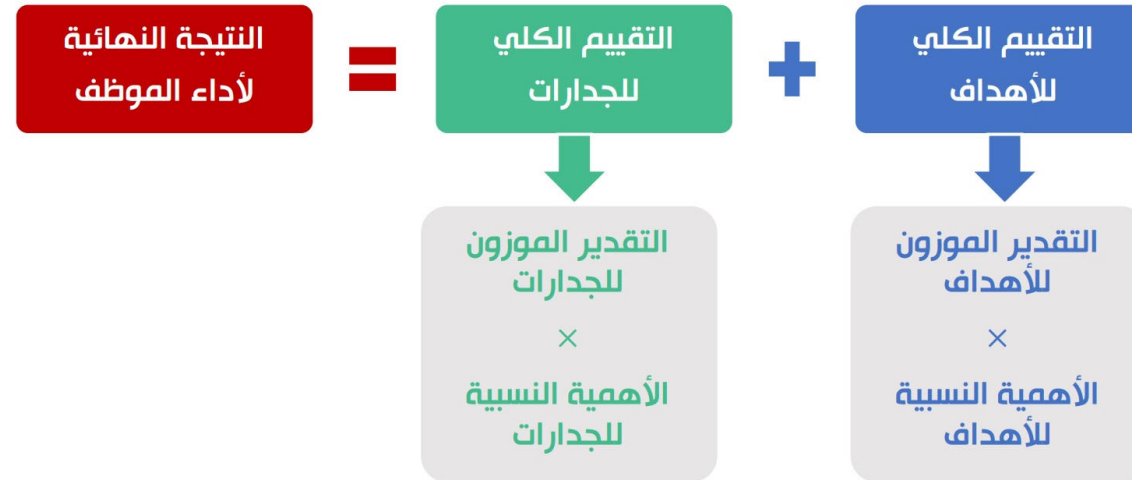 التقييم الكلي
للأهداف
+
التقييم الكلي
للجدارات
=
النتيجة النهائية
لأداء الموظف
التقدير الموزون
للأهداف
×
الأهمية النسبية
للأهداف
التقدير الموزون
للجدارات
×
الأهمية النسبية
للجدارات